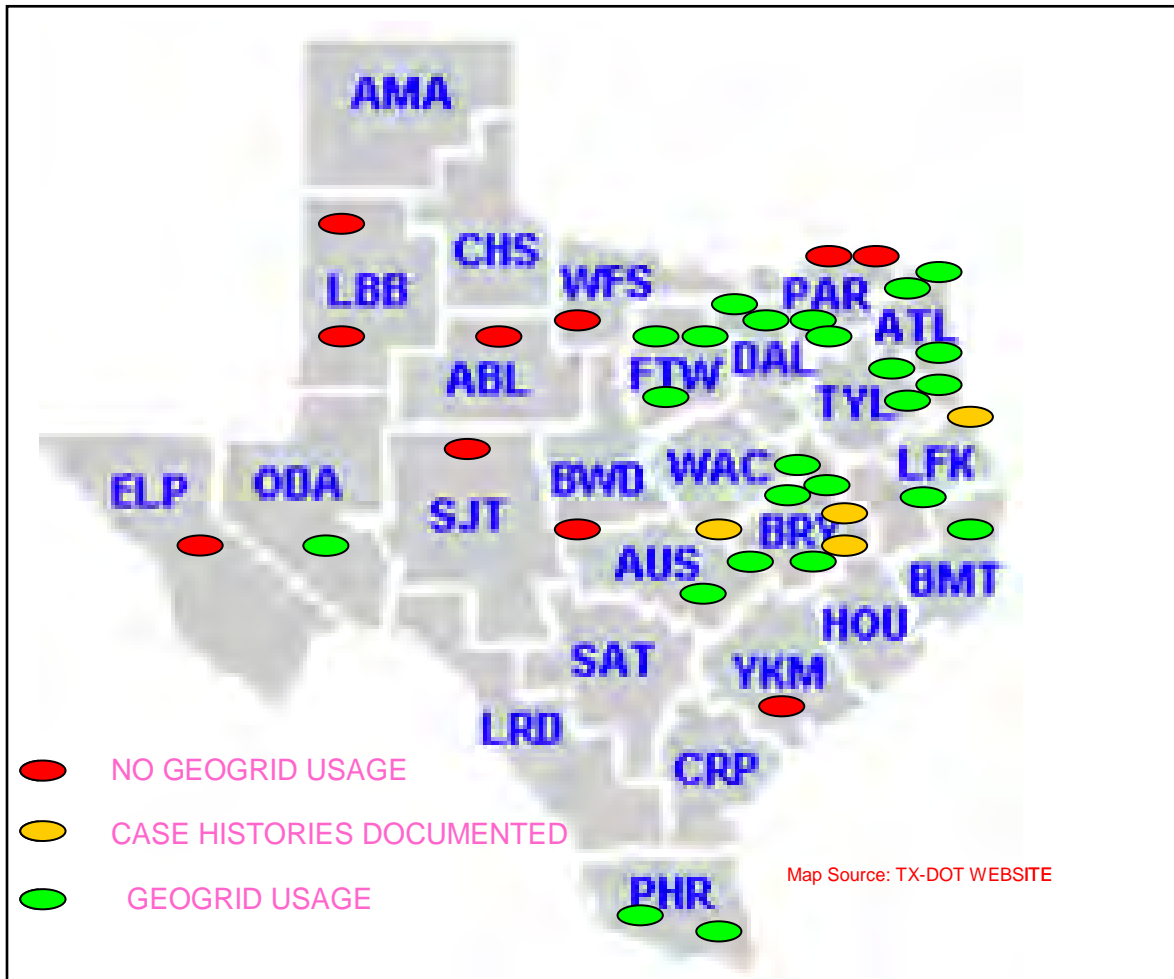 AMA
CHS
LBB
WFS
PAR
ATL
ABL
FTW
DAL
TYL
ELP
ODA
SJT
BWD
WAC
LFK
BRY
AUS
BMT
HOU
SAT
YKM
LRD
CRP
PHR
NO GEOGRID USAGE
CASE HISTORIES DOCUMENTED
GEOGRID USAGE
Map Source: TX-DOT WEBSITE